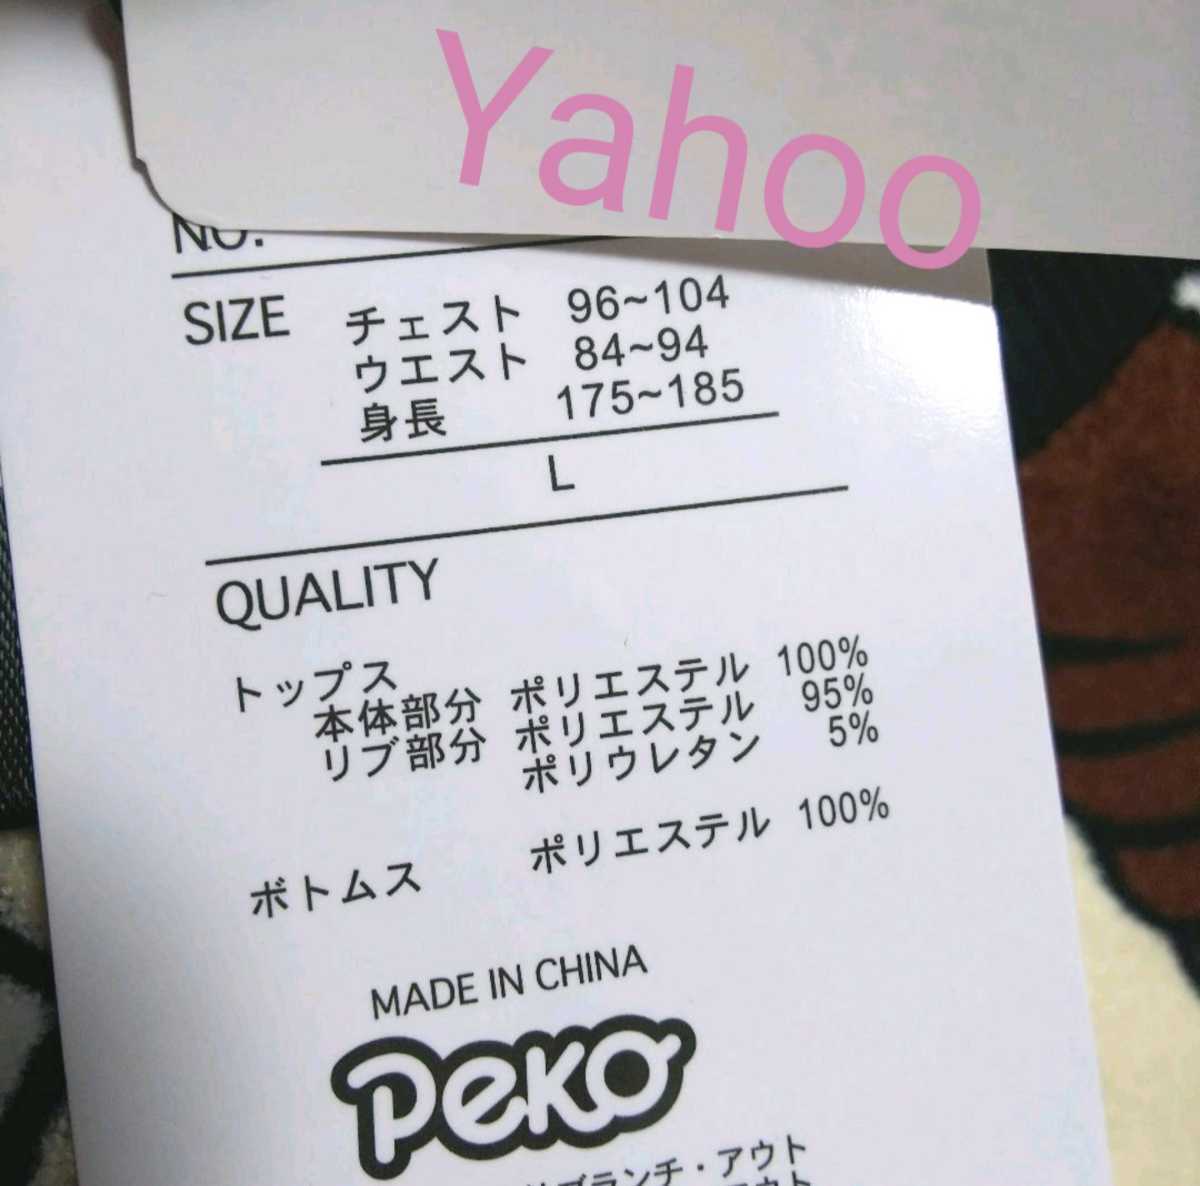 Yahoo
NO.
SIZE チェスト 96~104
ウエスト 84~94
身長 175~185
L
QUALITY
トップス
本体部分 ポリエステル 100%
リブ部分 ポリエステル 95%
ポリウレタン 5%
ボトムス ポリエステル 100%
MADE IN CHINA
PEKO
ブランチ・アウト